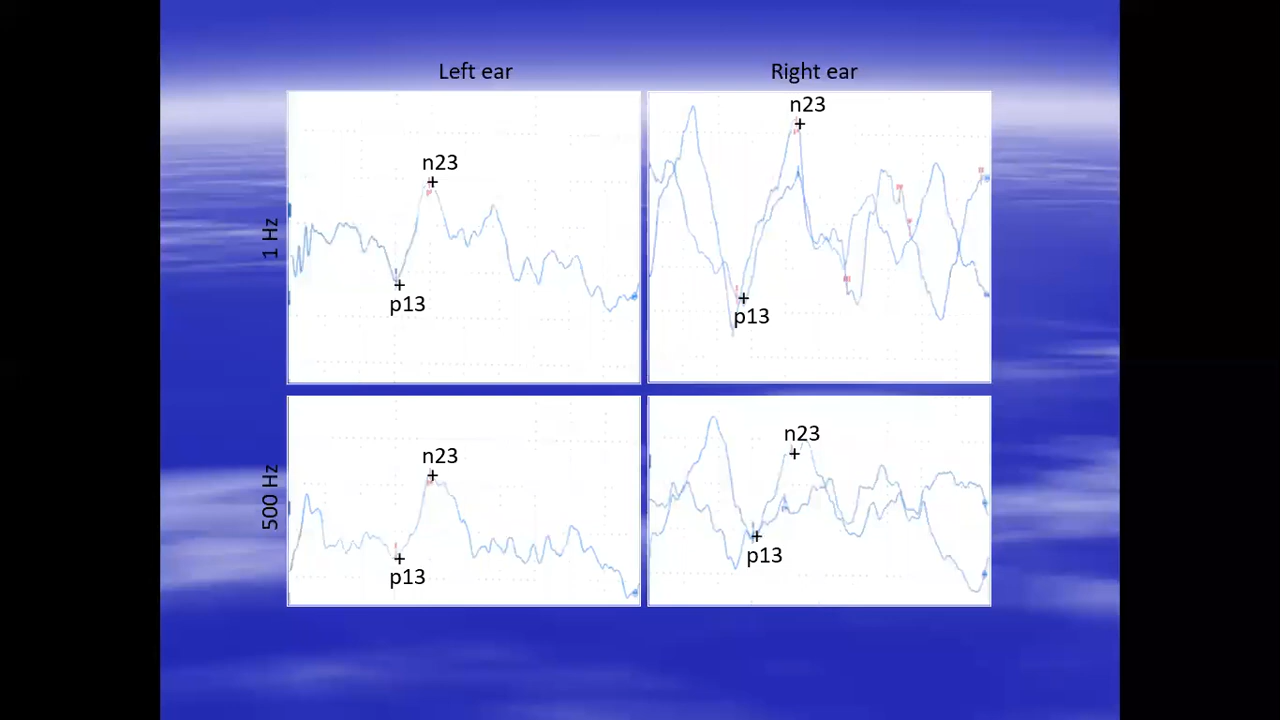 Left ear
Right ear
1 Hz
n23
p13
n23
p13
500 Hz
n23
p13
n23
p13